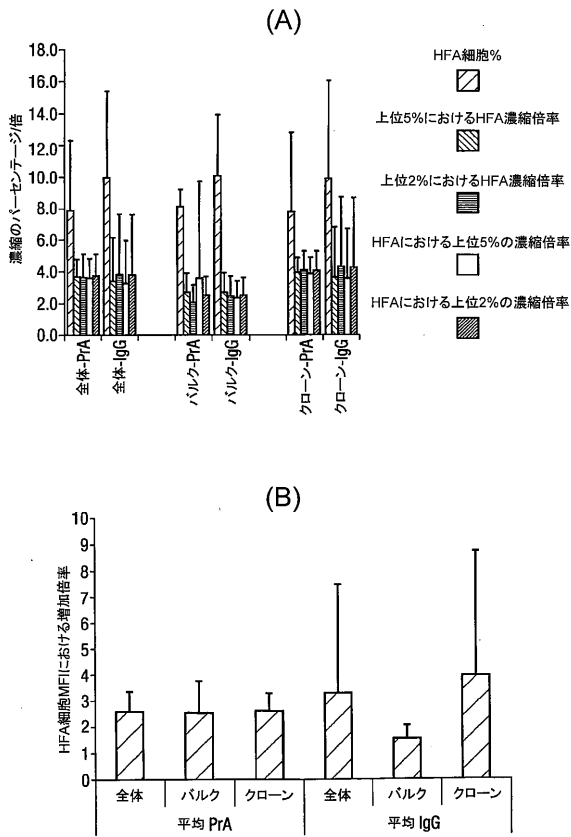 (A)
濃縮のパーセンテージ/倍
18.0
16.0
14.0
12.0
10.0
8.0
6.0
4.0
2.0
0.0
全体-PrA
全体-IgG
バルク-PrA
バルク-IgG
クローン-PrA
クローン-IgG
HFA細胞%
上位5%におけるHFA濃縮倍率
上位2%におけるHFA濃縮倍率
HFAにおける上位5%の濃縮倍率
HFAにおける上位2%の濃縮倍率
(B)
HFA細胞MFIにおける増加倍率
10
9
8
7
6
5
4
3
2
1
0
全体 バルク クローン 全体 バルク クローン
平均 PrA 平均 IgG